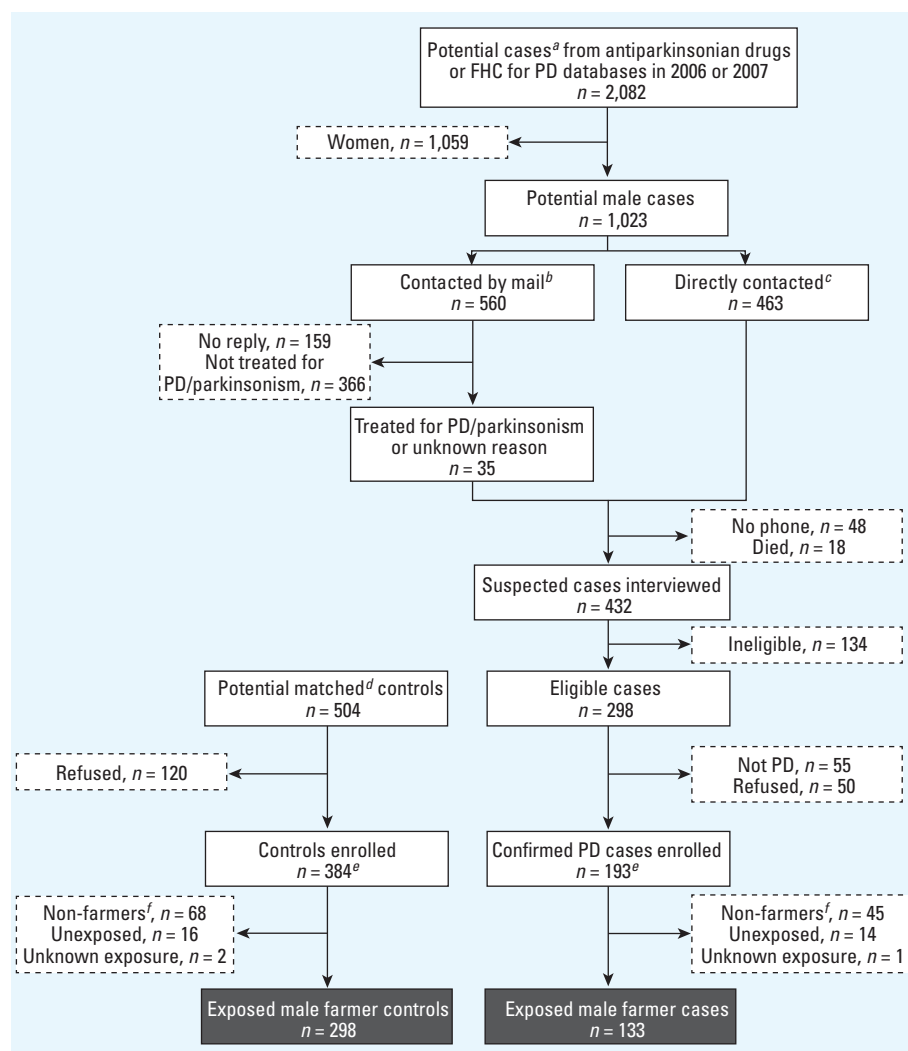 Potential casesa from antiparkinsonian drugs
or FHC for PD databases in 2006 or 2007
n = 2,082
Women, n = 1,059
Potential male cases
n = 1,023
Contacted by mailb
n = 560
Directly contactedc
n = 463
No reply, n = 159
Not treated for
PD/parkinsonism, n = 366
Treated for PD/parkinsonism
or unknown reason
n = 35
No phone, n = 48
Died, n = 18
Suspected cases interviewed
n = 432
Ineligible, n = 134
Potential matchedd controls
n = 504
Eligible cases
n = 298
Refused, n = 120
Not PD, n = 55
Refused, n = 50
Controls enrolled
n = 384e
Confirmed PD cases enrolled
n = 193e
Non-farmersf, n = 68
Unexposed, n = 16
Unknown exposure, n = 2
Non-farmersf, n = 45
Unexposed, n = 14
Unknown exposure, n = 1
Exposed male farmer controls
n = 298
Exposed male farmer cases
n = 133